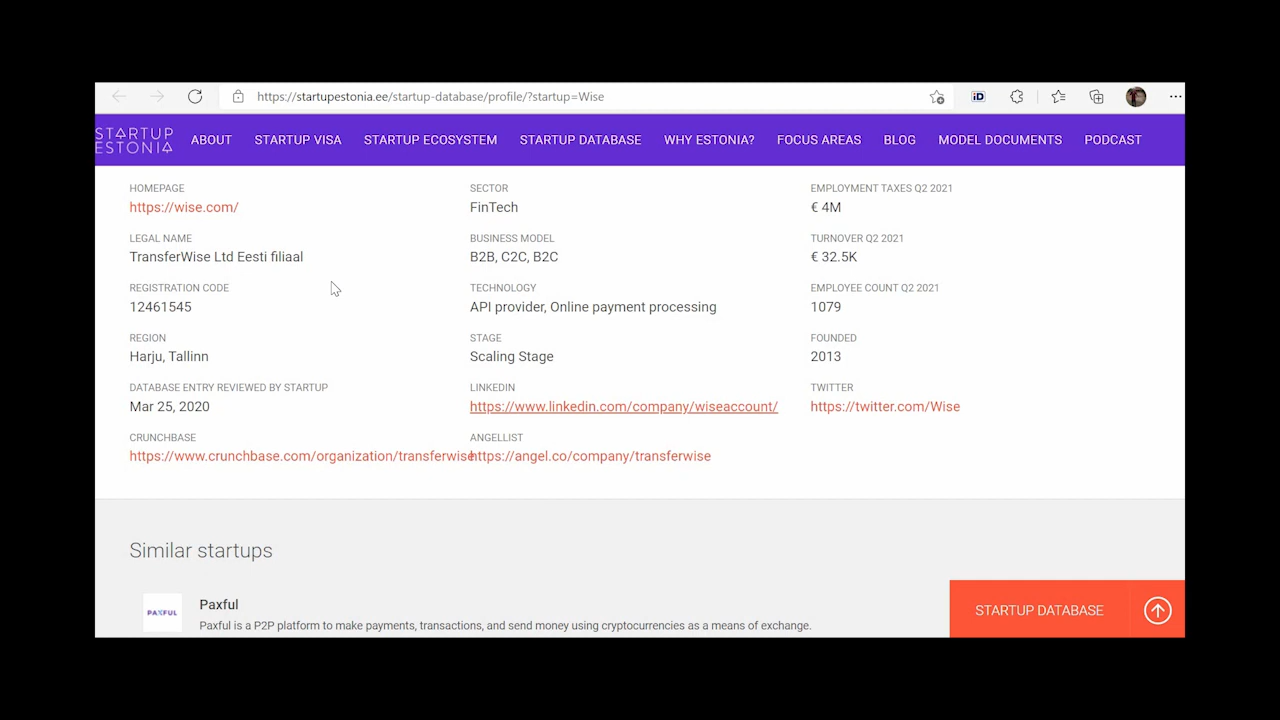 https://startupestonia.ee/startup-database/profile/?startup=Wise
iD
STARTUP
ESTONIA
ABOUT STARTUP VISA STARTUP ECOSYSTEM STARTUP DATABASE WHY ESTONIA? FOCUS AREAS BLOG MODEL DOCUMENTS PODCAST
HOMEPAGE
https://wise.com/
SECTOR
FinTech
EMPLOYMENT TAXES Q2 2021
€ 4M
LEGAL NAME
TransferWise Ltd Eesti filiaal
BUSINESS MODEL
B2B, C2C, B2C
TURNOVER Q2 2021
€ 32.5K
REGISTRATION CODE
12461545
TECHNOLOGY
API provider, Online payment processing
EMPLOYEE COUNT Q2 2021
1079
REGION
Harju, Tallinn
STAGE
Scaling Stage
FOUNDED
2013
DATABASE ENTRY REVIEWED BY STARTUP
Mar 25, 2020
LINKEDIN
https://www.linkedin.com/company/wiseaccount/
TWITTER
https://twitter.com/Wise
CRUNCHBASE
https://www.crunchbase.com/organization/transferwise
ANGELLIST
https://angel.co/company/transferwise
Similar startups
PAXFUL
Paxful
Paxful is a P2P platform to make payments, transactions, and send money using cryptocurrencies as a means of exchange.
STARTUP DATABASE